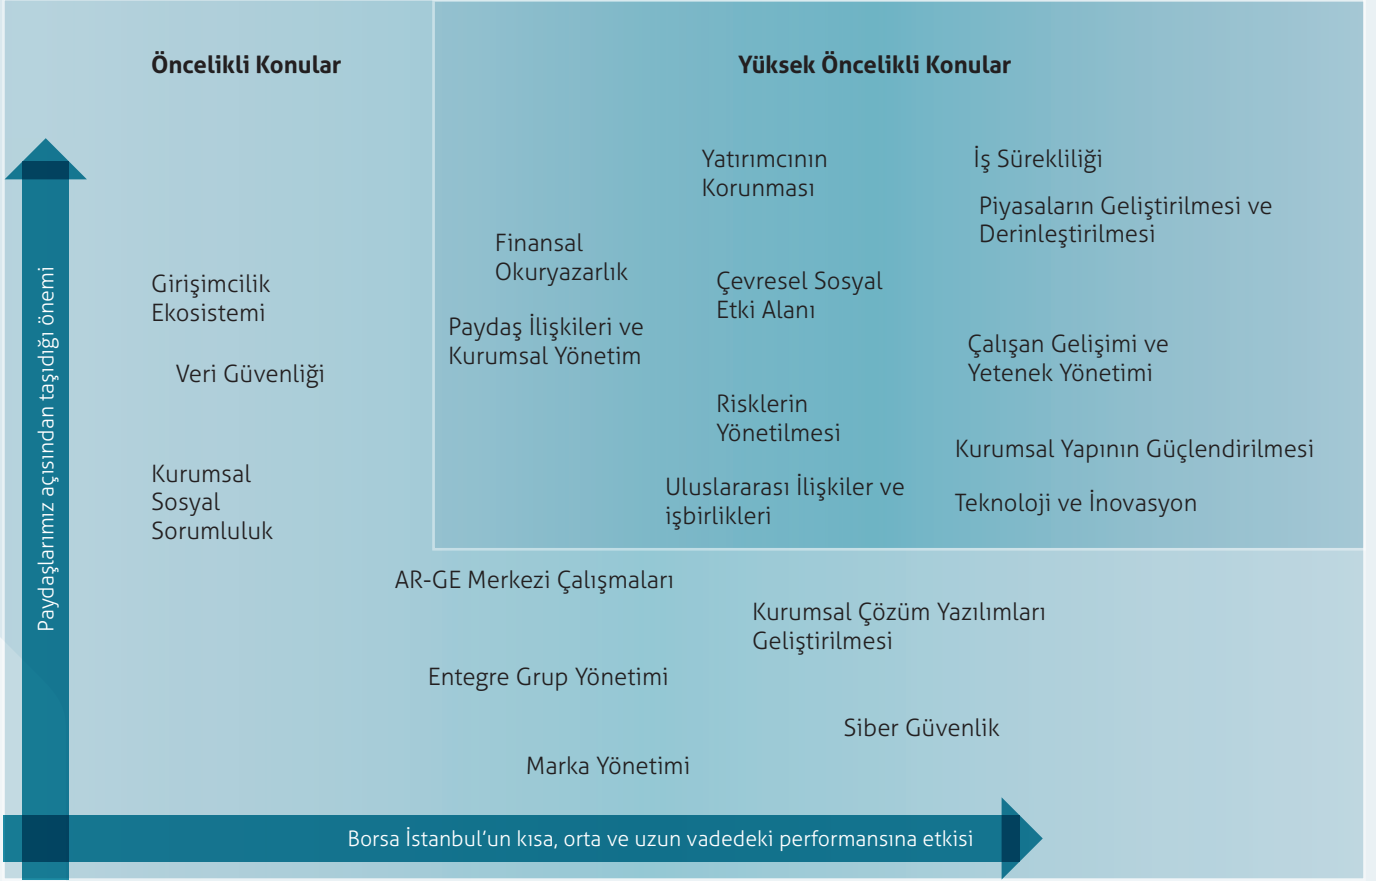 Öncelikli Konular
Yüksek Öncelikli Konular
Yatırımcının
Korunması
İş Sürekliliği
Piyasaların Geliştirilmesi ve
Derinleştirilmesi
Finansal
Okuryazarlık
Girişimcilik
Ekosistemi
Çevresel Sosyal
Etki Alanı
Paydaş İlişkileri ve
Kurumsal Yönetim
Çalışan Gelişimi ve
Yetenek Yönetimi
Veri Güvenliği
Risklerin
Yönetilmesi
Kurumsal Yapının Güçlendirilmesi
Kurumsal
Sosyal
Sorumluluk
Uluslararası İlişkiler ve
işbirlikleri
Teknoloji ve İnovasyon
AR-GE Merkezi Çalışmaları
Kurumsal Çözüm Yazılımları
Geliştirilmesi
Entegre Grup Yönetimi
Siber Güvenlik
Marka Yönetimi
Paydaşlarımız açısından taşıdığı önemi
Borsa İstanbul'un kısa, orta ve uzun vadedeki performansına etkisi